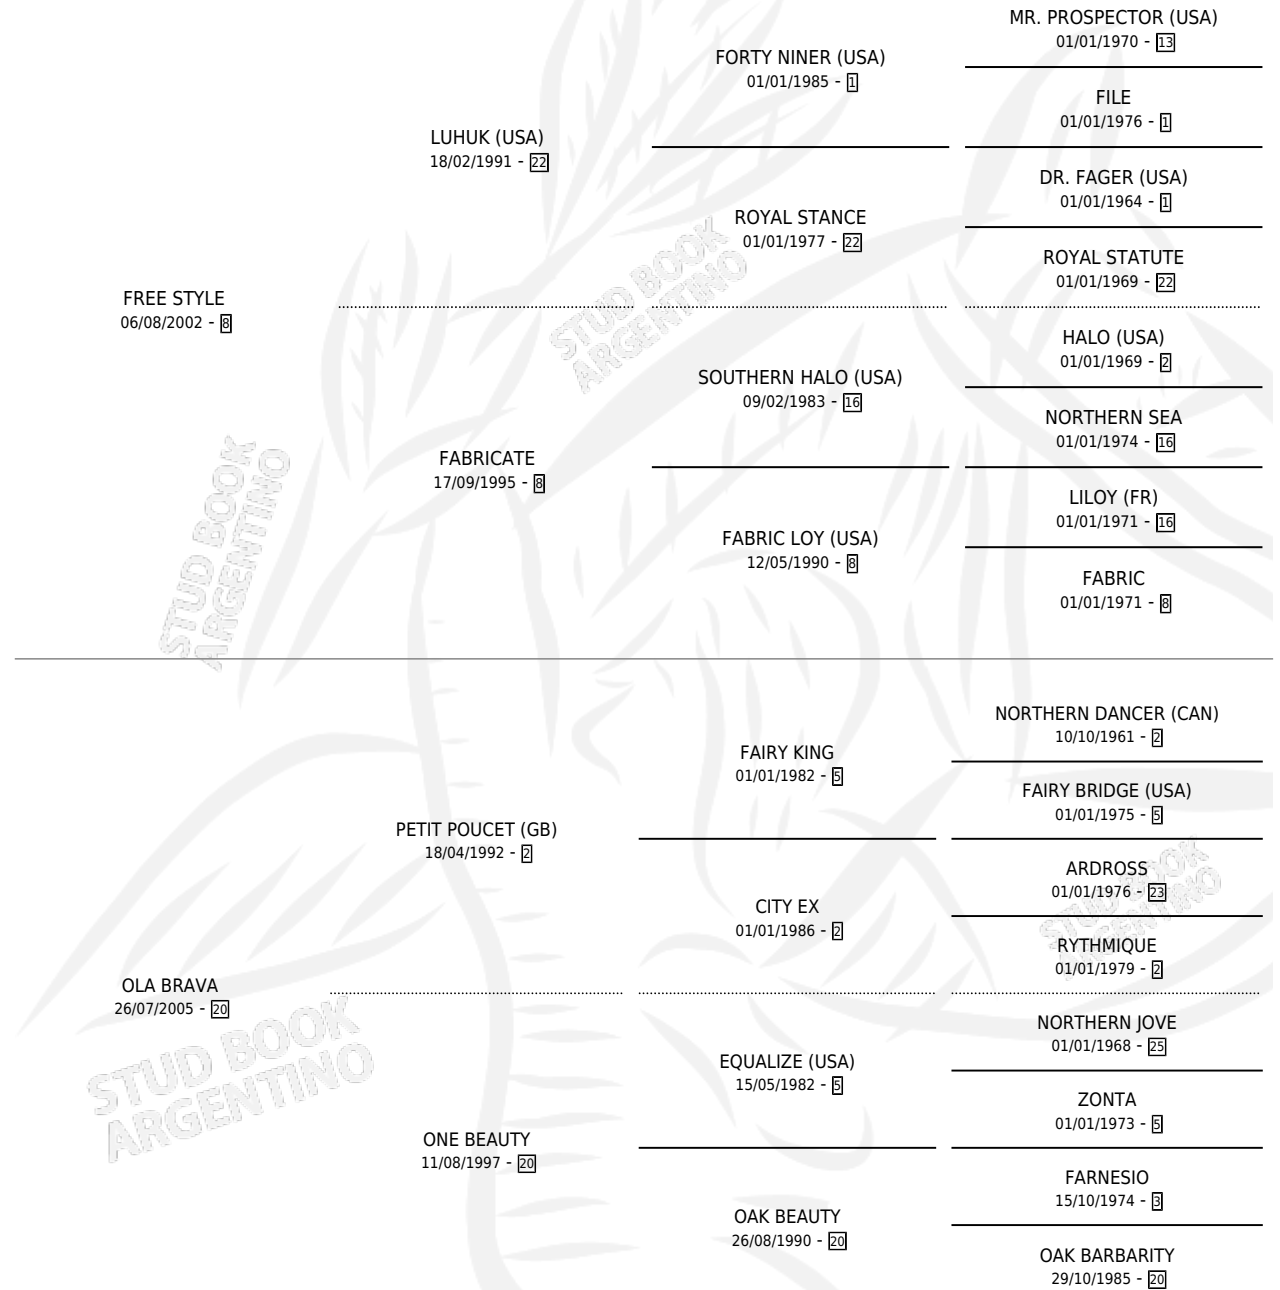 MR. PROSPECTOR (USA)
01/01/1970 - 13
FORTY NINER (USA)
01/01/1985 - 1
FILE
01/01/1976 - 1
LUHUK (USA)
18/02/1991 - 22
DR. FAGER (USA)
01/01/1964 - 1
ROYAL STANCE
01/01/1977 - 22
ROYAL STATUTE
01/01/1969 - 22
FREE STYLE
06/08/2002 - 8
HALO (USA)
01/01/1969 - 2
SOUTHERN HALO (USA)
09/02/1983 - 16
NORTHERN SEA
01/01/1974 - 16
FABRICATE
17/09/1995 - 8
LILOY (FR)
01/01/1971 - 16
FABRIC LOY (USA)
12/05/1990 - 8
FABRIC
01/01/1971 - 8
NORTHERN DANCER (CAN)
10/10/1961 - 2
FAIRY KING
01/01/1982 - 5
FAIRY BRIDGE (USA)
01/01/1975 - 5
PETIT POUCET (GB)
18/04/1992 - 2
ARDROSS
01/01/1976 - 23
CITY EX
01/01/1986 - 2
RYTHMIQUE
01/01/1979 - 2
OLA BRAVA
26/07/2005 - 20
NORTHERN JOVE
01/01/1968 - 25
EQUALIZE (USA)
15/05/1982 - 5
ZONTA
01/01/1973 - 5
ONE BEAUTY
11/08/1997 - 20
FARNESIO
15/10/1974 - 3
OAK BEAUTY
26/08/1990 - 20
OAK BARBARITY
29/10/1985 - 20
STUD BOOK
ARGENTINO
STUD BOOK
ARGENTINO
STUD BOOK
ARGENTINO
STUD BOOK
ARGENTINO